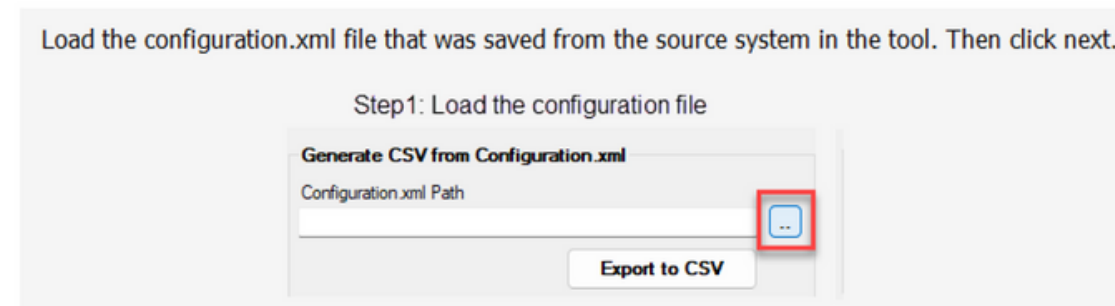 Load the configuration.xml file that was saved from the source system in the tool. Then click next.
Step1: Load the configuration file
Generate CSV from Configuration.xml
Configuration.xml Path
..
Export to CSV